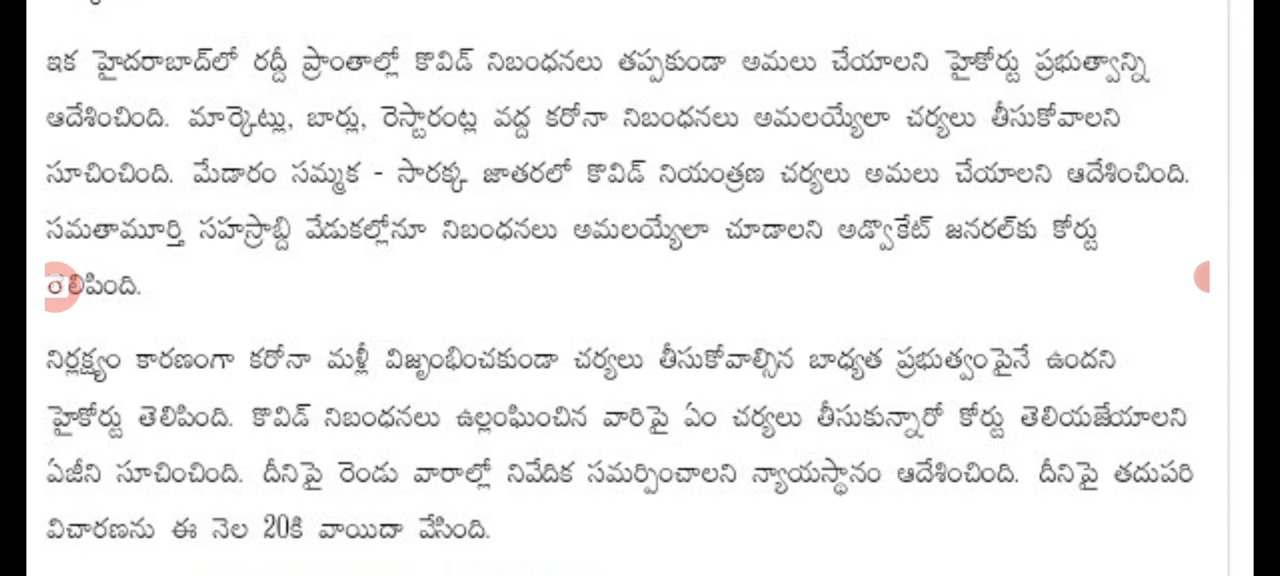 ఇక హైదరాబాద్‌లో రద్దీ ప్రాంతాల్లో కొవిడ్ నిబంధనలు తప్పకుండా అమలు చేయాలని హైకోర్టు ప్రభుత్వాన్ని
ఆదేశించింది. మార్కెట్లు, బార్లు, రెస్టారంట్ల వద్ద కరోనా నిబంధనలు అమలయ్యేలా చర్యలు తీసుకోవాలని
సూచించింది. మేడారం సమ్మక - సారక్క జాతరలో కొవిడ్ నియంత్రణ చర్యలు అమలు చేయాలని ఆదేశించింది.
సమతామూర్తి సహస్రాబ్ది వేడుకల్లోనూ నిబంధనలు అమలయ్యేలా చూడాలని అడ్వొకేట్ జనరల్‌కు కోర్టు
తెలిపింది.
నిర్లక్ష్యం కారణంగా కరోనా మళ్లీ విజృంభించకుండా చర్యలు తీసుకోవాల్సిన బాధ్యత ప్రభుత్వంపైనే ఉందని
హైకోర్టు తెలిపింది. కొవిడ్ నిబంధనలు ఉల్లంఘించిన వారిపై ఏం చర్యలు తీసుకున్నారో కోర్టు తెలియజేయాలని
ఏజీని సూచించింది. దీనిపై రెండు వారాల్లో నివేదిక సమర్పించాలని న్యాయస్థానం ఆదేశించింది. దీనిపై తదుపరి
విచారణను ఈ నెల 20కి వాయిదా వేసింది.